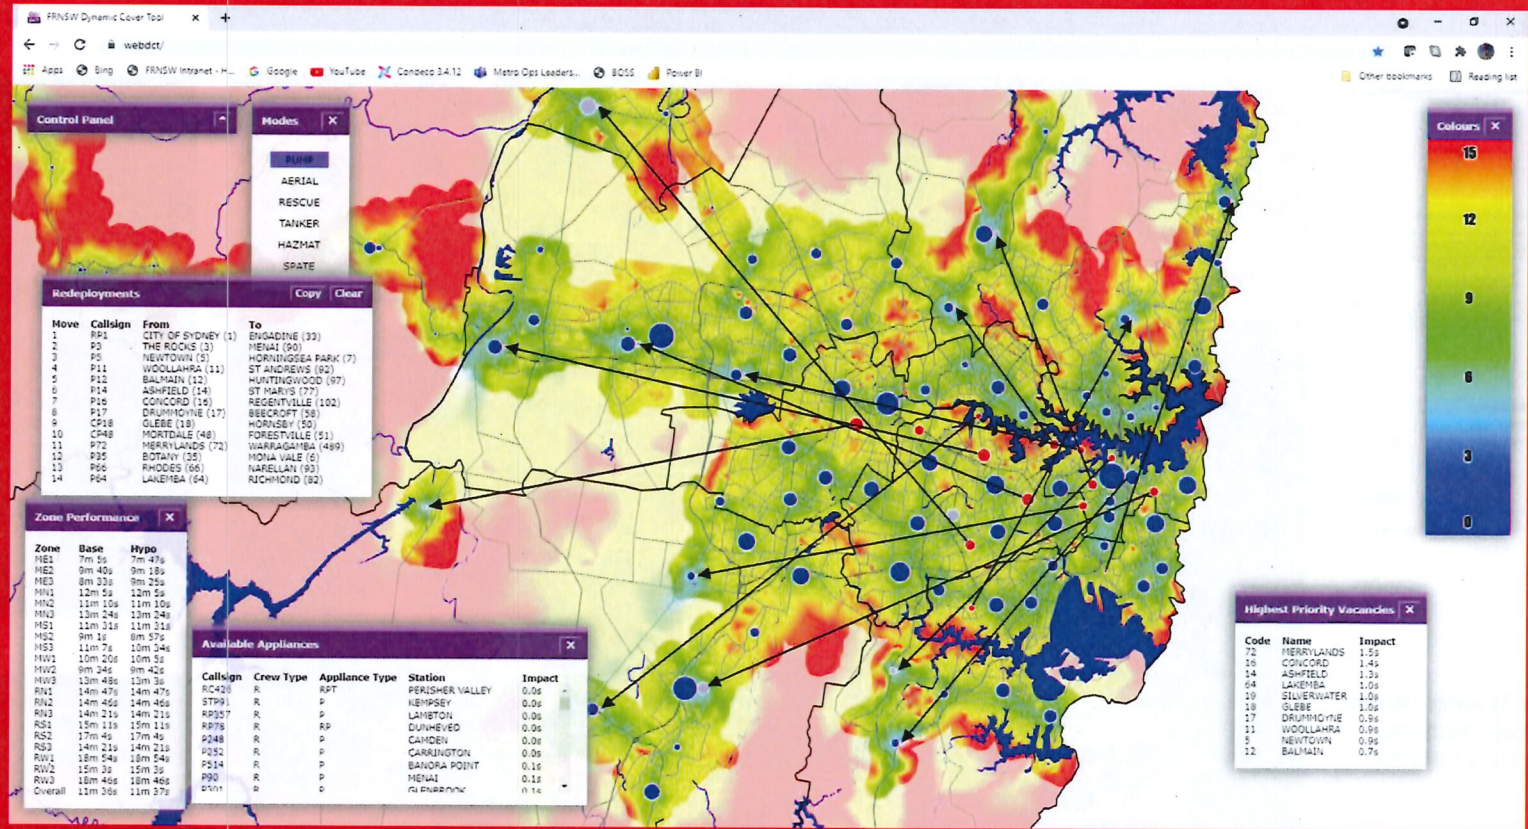 FRNSW Dynamic Cover Tool
webdct/
Apps Bing FRNSW Intranet - H... Google YouTube Condeco 3.4.12 Metro Ops Leaders... BOSS Power BI Other bookmarks Reading list
Control Panel
Modes
PUMP
AERIAL
RESCUE
TANKER
HAZMAT
SPATE
Colours
15
12
9
6
3
0
Redeployments Copy Clear
Move Callsign From To
1 RP1 CITY OF SYDNEY (1) ENGADINE (33)
2 P3 THE ROCKS (3) MENAI (90)
3 P5 NEWTOWN (5) HORNINGSEA PARK (7)
4 P11 WOOLLAHRA (11) ST ANDREWS (92)
5 P12 BALMAIN (12) HUNTINGWOOD (97)
6 P14 ASHFIELD (14) ST MARYS (77)
7 P16 CONCORD (16) REGENTVILLE (102)
8 P17 DRUMMOYNE (17) BEECROFT (58)
9 CP18 GLEBE (18) HORNSBY (50)
10 CP48 MORTDALE (48) FORESTVILLE (51)
11 P72 MERRYLANDS (72) WARRAGAMBA (489)
12 P35 BOTANY (35) MONA VALE (6)
13 P66 RHODES (66) NARELLAN (93)
14 P64 LAKEMBA (64) RICHMOND (82)
Zone Performance
Zone Base Hypo
ME1 7m 5s 7m 47s
ME2 9m 40s 9m 18s
ME3 8m 33s 9m 25s
MN1 12m 5s 12m 5s
MN2 11m 10s 11m 10s
MN3 13m 24s 13m 24s
MS1 11m 31s 11m 31s
MS2 9m 1s 8m 57s
MS3 11m 7s 10m 34s
MW1 10m 20s 10m 5s
MW2 9m 34s 9m 42s
MW3 13m 48s 13m 3s
RN1 14m 47s 14m 47s
RN2 14m 46s 14m 46s
RN3 14m 21s 14m 21s
RS1 15m 11s 15m 11s
RS2 17m 4s 17m 4s
RS3 14m 21s 14m 21s
RW1 18m 54s 18m 54s
RW2 15m 3s 15m 3s
RW3 18m 46s 18m 46s
Overall 11m 36s 11m 37s
Available Appliances
Callsign Crew Type Appliance Type Station Impact
RC426 R RPT PERISHER VALLEY 0.0s
STP91 R P KEMPSEY 0.0s
RP357 R P LAMBTON 0.0s
RP78 R RP DUNHEVED 0.0s
P248 R P CAMDEN 0.0s
P252 R P CARRINGTON 0.0s
P514 R P BANORA POINT 0.1s
P90 R P MENAI 0.1s
P301 R P GLENBROOK 0.1s
Highest Priority Vacancies
Code Name Impact
72 MERRYLANDS 1.5s
16 CONCORD 1.4s
14 ASHFIELD 1.3s
64 LAKEMBA 1.0s
19 SILVERWATER 1.0s
18 GLEBE 1.0s
17 DRUMMOYNE 0.9s
11 WOOLLAHRA 0.9s
5 NEWTOWN 0.9s
12 BALMAIN 0.7s